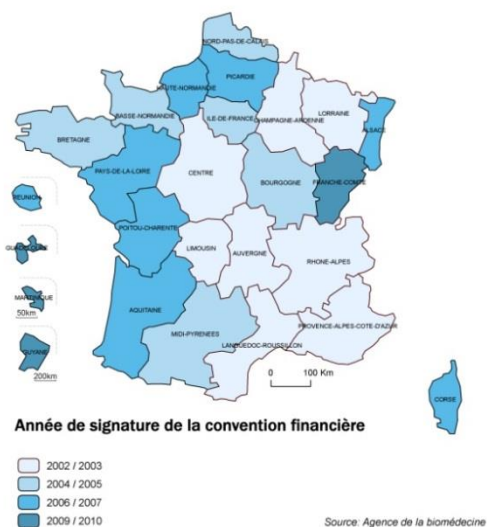 NORD-PAS-DE-CALAIS
HAUTE-NORMANDIE
PICARDIE
BASSE-NORMANDIE
ILE-DE-FRANCE
CHAMPAGNE-ARDENNE
LORRAINE
ALSACE
BRETAGNE
PAYS-DE-LA-LOIRE
CENTRE
BOURGOGNE
FRANCHE-COMTE
REUNION
POITOU-CHARENTE
LIMOUSIN
AUVERGNE
RHONE-ALPES
GUADELOUPE
MARTINIQUE
50km
AQUITAINE
MIDI-PYRENEES
LANGUEDOC-ROUSSILLON
PROVENCE-ALPES-COTE-D'AZUR
GUYANE
200km
0 100 Km
CORSE
Année de signature de la convention financière
2002 / 2003
2004 / 2005
2006 / 2007
2009 / 2010
Source: Agence de la biomédecine